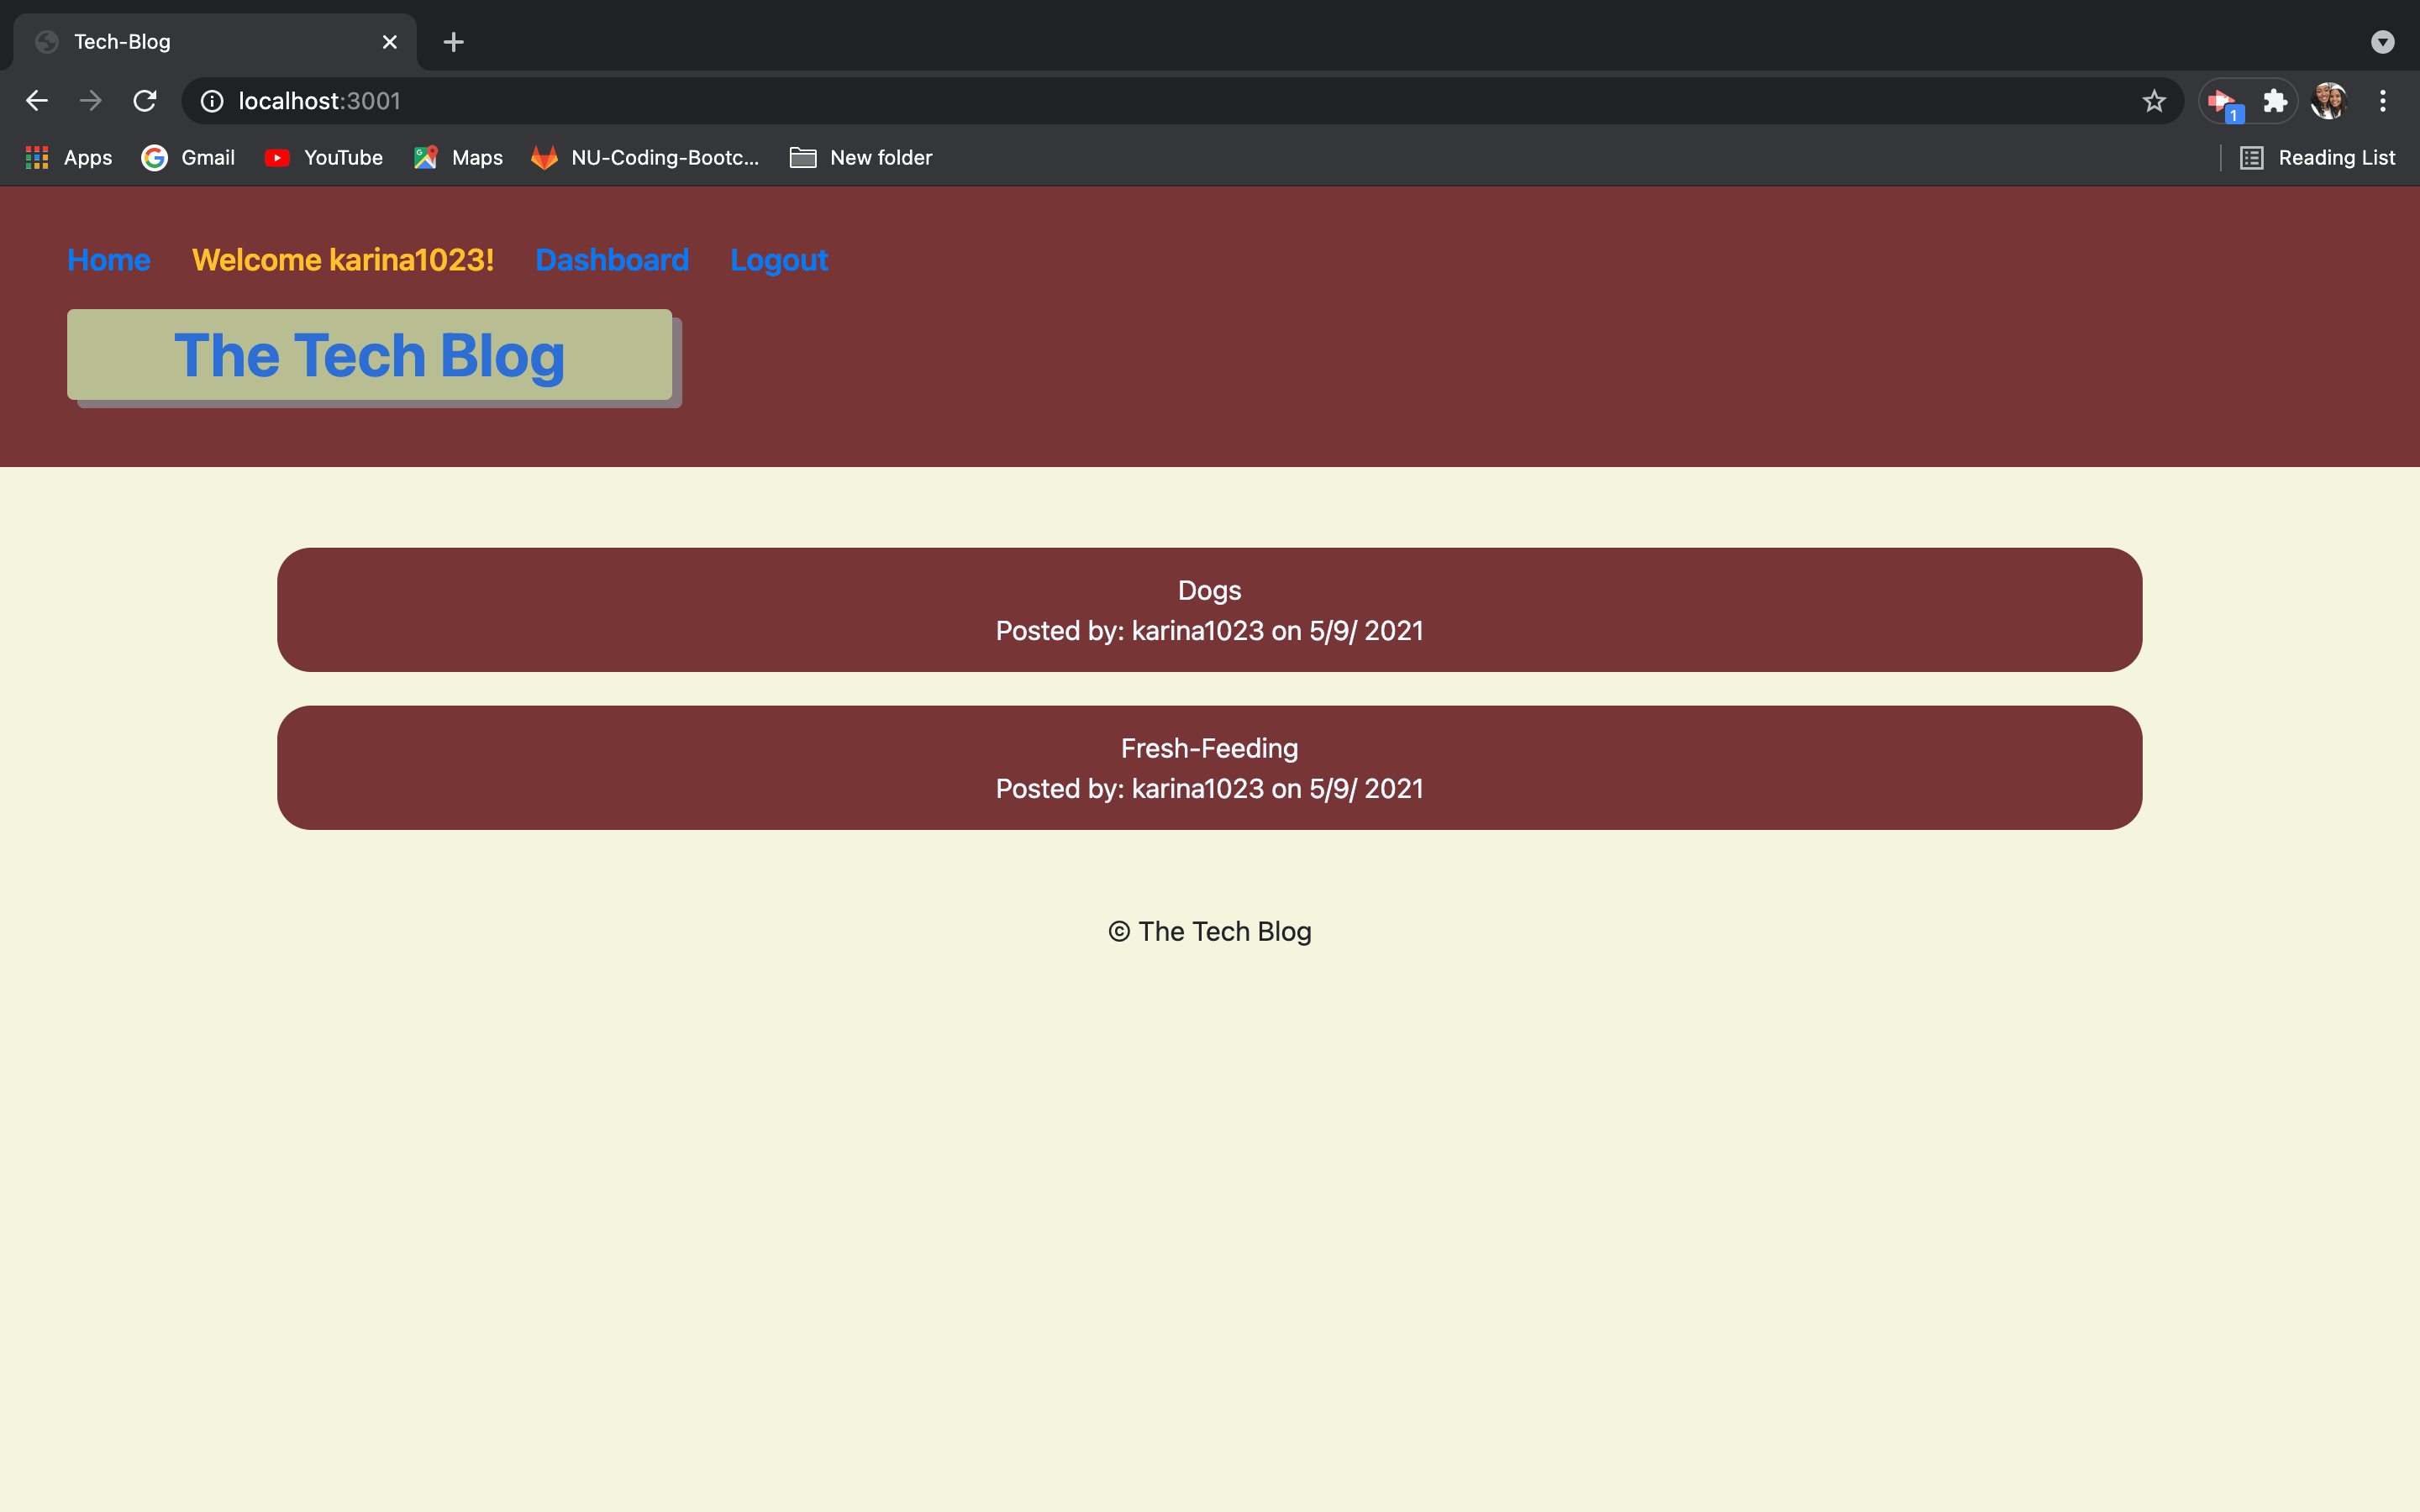 Tech-Blog
localhost:3001
1
Apps Gmail YouTube Maps NU-Coding-Bootc... New folder Reading List
Home Welcome karina1023! Dashboard Logout
The Tech Blog
Dogs
Posted by: karina1023 on 5/9/ 2021
Fresh-Feeding
Posted by: karina1023 on 5/9/ 2021
© The Tech Blog